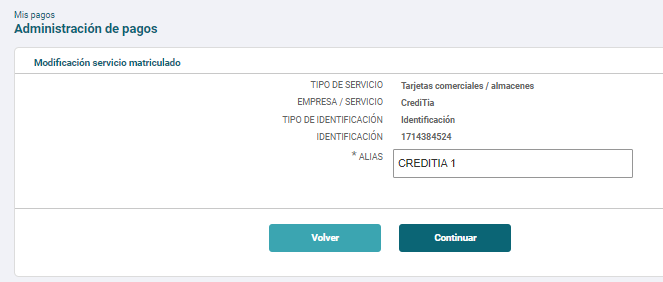 Mis pagos
Administración de pagos
Modificación servicio matriculado
TIPO DE SERVICIO Tarjetas comerciales / almacenes
EMPRESA / SERVICIO CrediTia
TIPO DE IDENTIFICACIÓN Identificación
IDENTIFICACIÓN 1714384524
* ALIAS CREDITIA 1
Volver Continuar